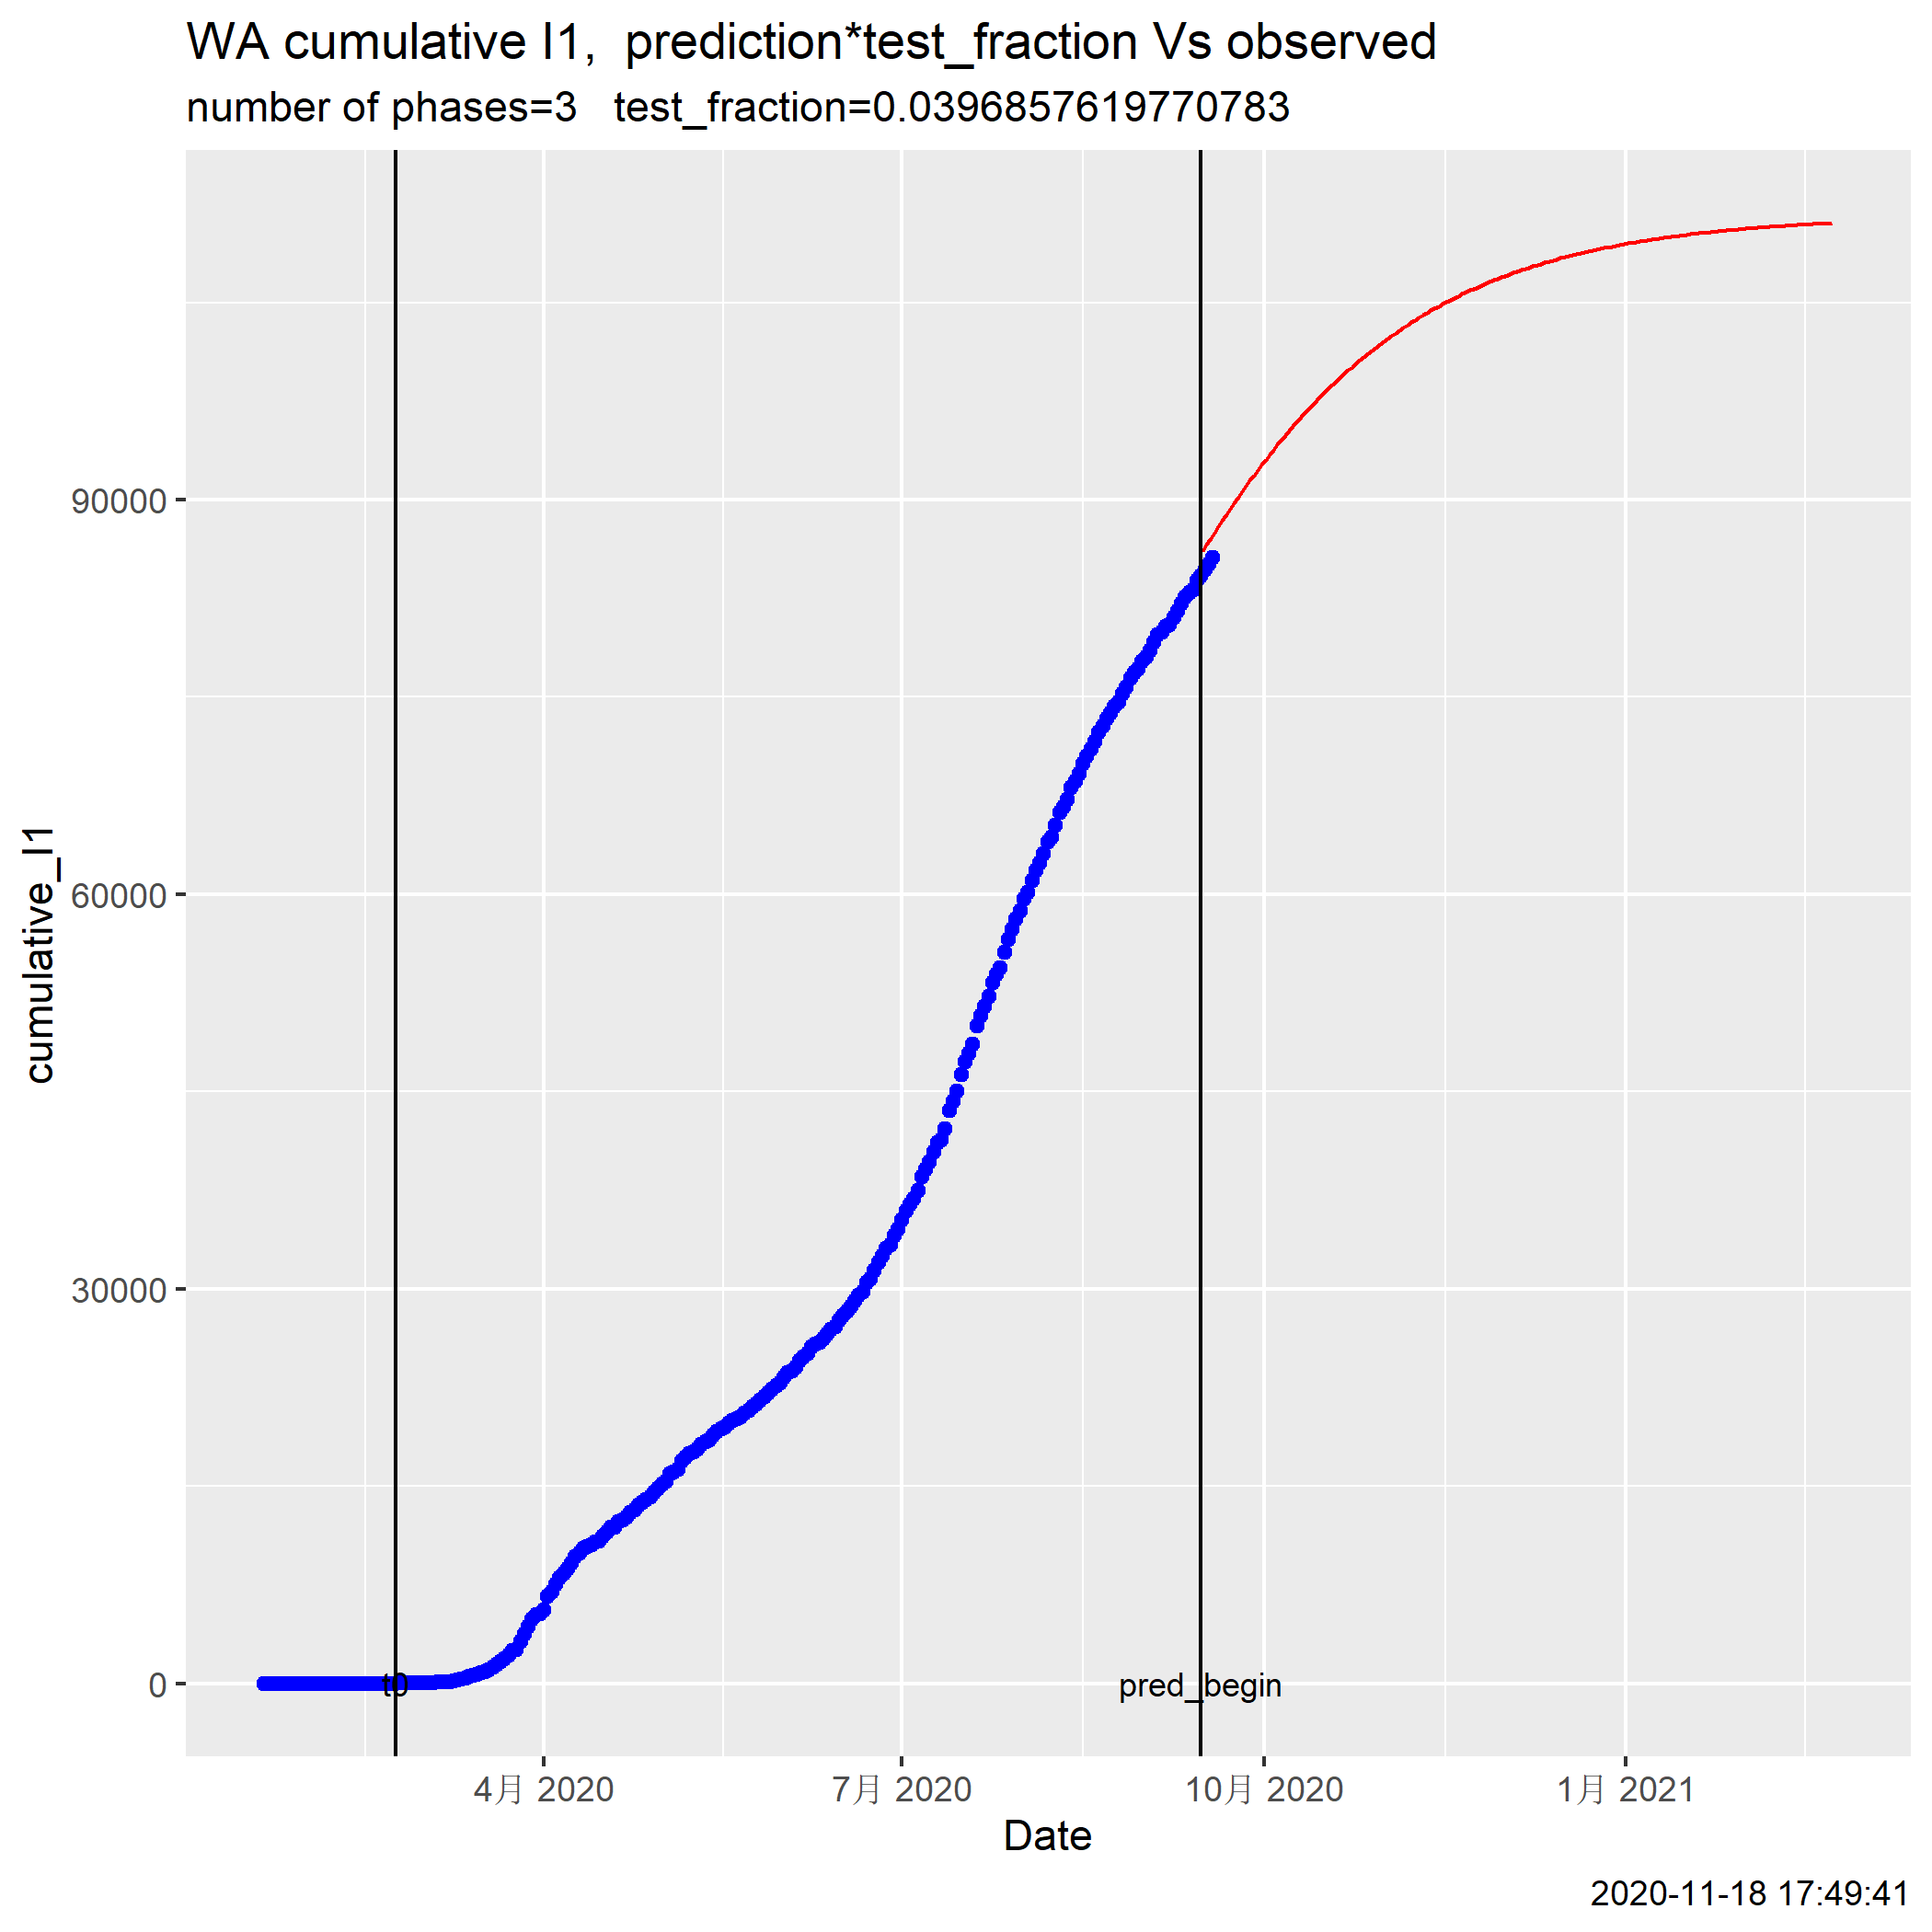 WA cumulative I1,  prediction*test_fraction Vs observed
number of phases=3   test_fraction=0.0396857619770783
cumulative_I1
90000
60000
30000
0
t0
pred_begin
4月 2020
7月 2020
10月 2020
1月 2021
Date
2020-11-18 17:49:41